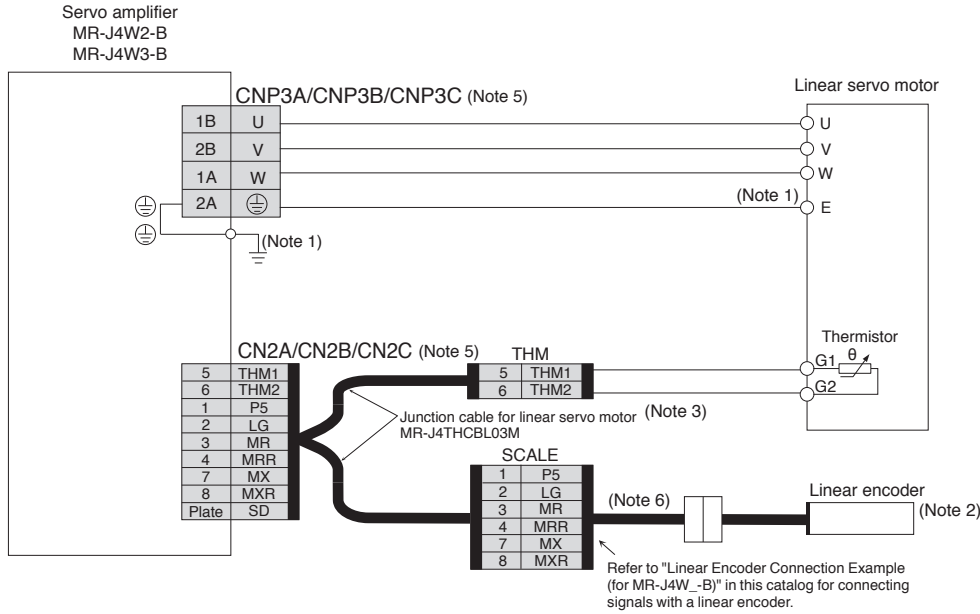 Servo amplifier
MR-J4W2-B
MR-J4W3-B
CNP3A/CNP3B/CNP3C (Note 5)
Linear servo motor
1B U
2B V
1A W
2A
U
V
W
(Note 1) E
(Note 1)
CN2A/CN2B/CN2C (Note 5)
5 THM1
6 THM2
1 P5
2 LG
3 MR
4 MRR
7 MX
8 MXR
Plate SD
THM
5 THM1
6 THM2
(Note 3)
Thermistor
G1 θ
G2
Junction cable for linear servo motor
MR-J4THCBL03M
SCALE
1 P5
2 LG
3 MR
4 MRR
7 MX
8 MXR
(Note 6)
Linear encoder
(Note 2)
Refer to "Linear Encoder Connection Example
(for MR-J4W_-B)" in this catalog for connecting
signals with a linear encoder.